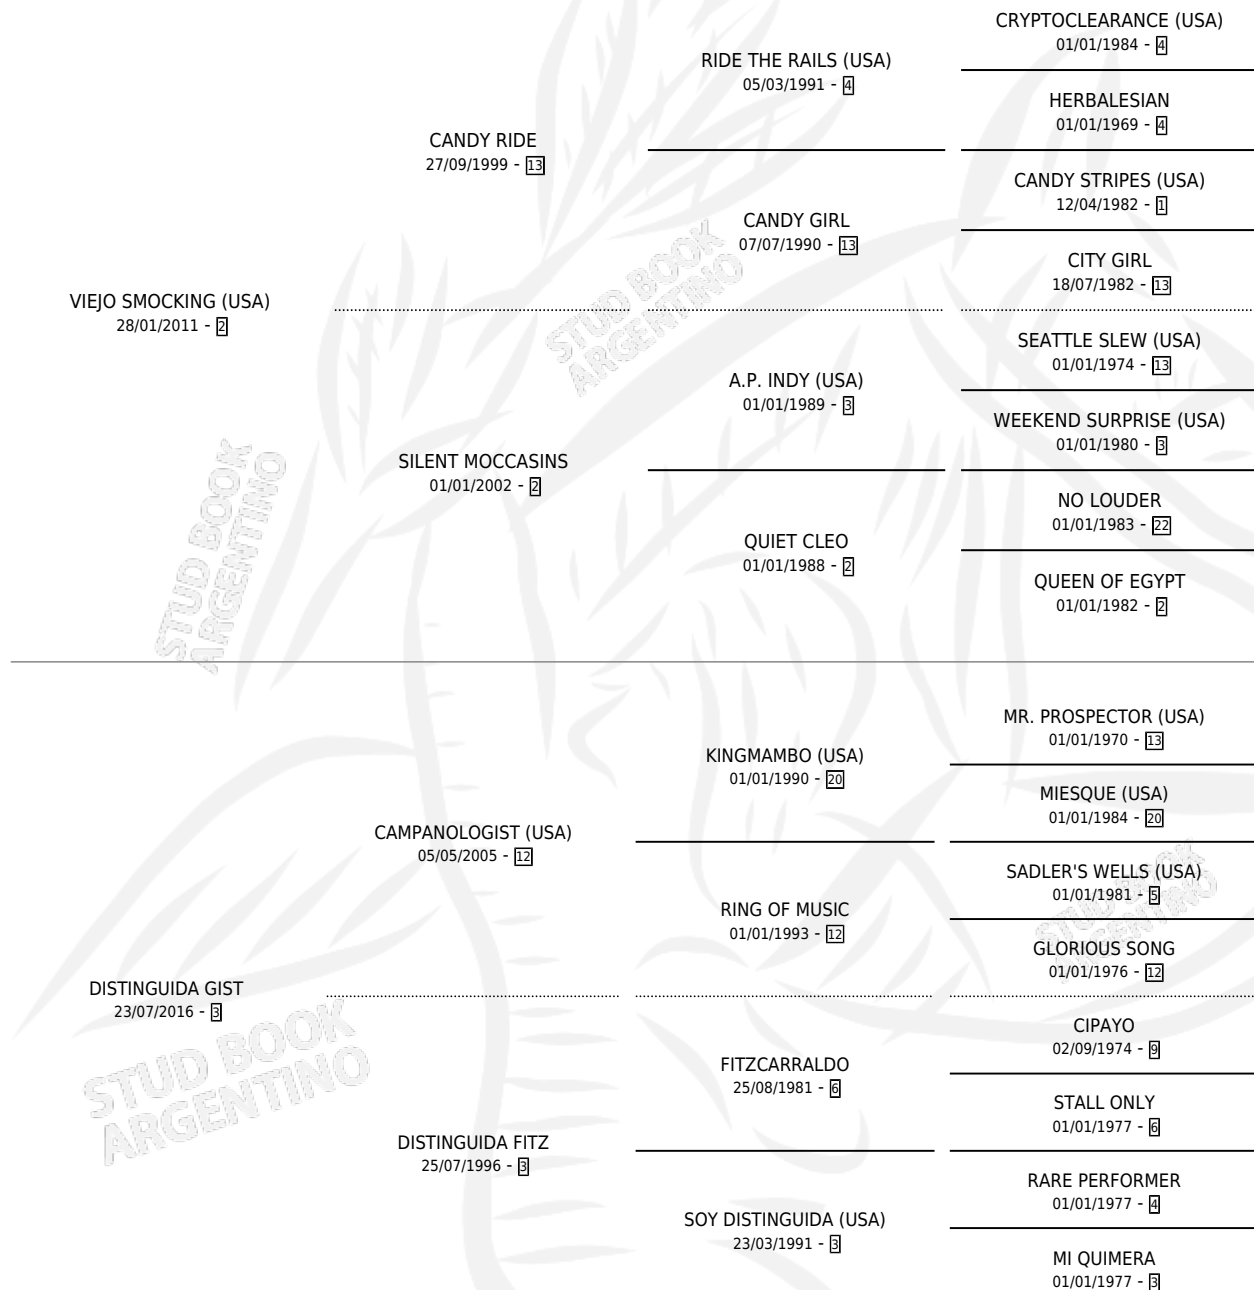 CRYPTOCLEARANCE (USA)
01/01/1984 - 4
RIDE THE RAILS (USA)
05/03/1991 - 4
HERBALESIAN
01/01/1969 - 4
CANDY RIDE
27/09/1999 - 13
CANDY STRIPES (USA)
12/04/1982 - 1
CANDY GIRL
07/07/1990 - 13
CITY GIRL
18/07/1982 - 13
VIEJO SMOCKING (USA)
28/01/2011 - 2
STUD BOOK
ARGENTINO
SEATTLE SLEW (USA)
01/01/1974 - 13
A.P. INDY (USA)
01/01/1989 - 3
WEEKEND SURPRISE (USA)
01/01/1980 - 3
SILENT MOCCASINS
01/01/2002 - 2
NO LOUDER
01/01/1983 - 22
QUIET CLEO
01/01/1988 - 2
QUEEN OF EGYPT
01/01/1982 - 2
STUD BOOK
ARGENTINO
MR. PROSPECTOR (USA)
01/01/1970 - 13
KINGMAMBO (USA)
01/01/1990 - 20
MIESQUE (USA)
01/01/1984 - 20
CAMPANOLOGIST (USA)
05/05/2005 - 12
SADLER'S WELLS (USA)
01/01/1981 - 5
RING OF MUSIC
01/01/1993 - 12
STUD BOOK
ARGENTINO
GLORIOUS SONG
01/01/1976 - 12
DISTINGUIDA GIST
23/07/2016 - 3
CIPAYO
02/09/1974 - 9
STUD BOOK
ARGENTINO
FITZCARRALDO
25/08/1981 - 6
STALL ONLY
01/01/1977 - 6
DISTINGUIDA FITZ
25/07/1996 - 3
RARE PERFORMER
01/01/1977 - 4
SOY DISTINGUIDA (USA)
23/03/1991 - 3
MI QUIMERA
01/01/1977 - 3